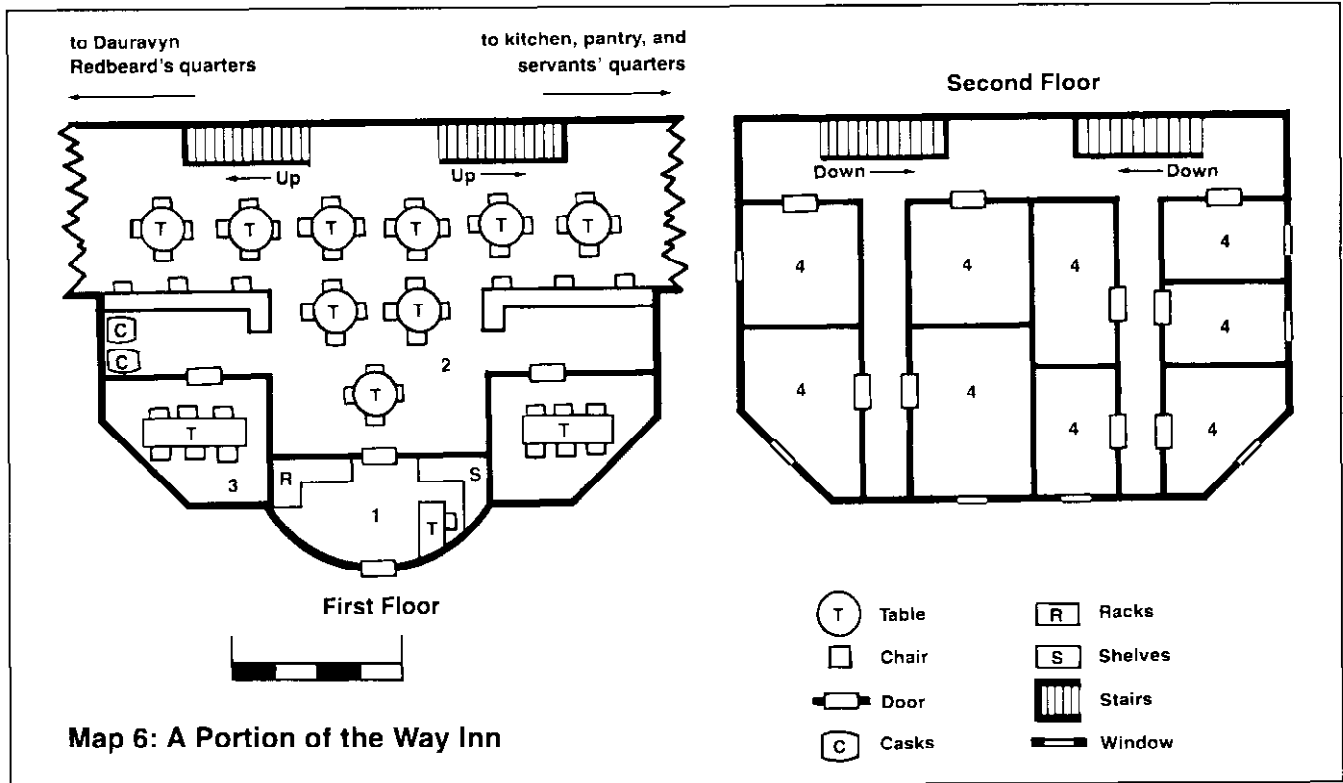 to Dauravyn
Redbeard's quarters
to kitchen, pantry, and
servants' quarters
Second Floor
Up
Up
Down
Down
T T T T T T
4 4 4 4
T T
C
C
2
4
T
4 4 4 4
T
T
3
R
S
1
T
First Floor
T Table
R Racks
Chair
S Shelves
Door
Stairs
C Casks
Window
Map 6: A Portion of the Way Inn